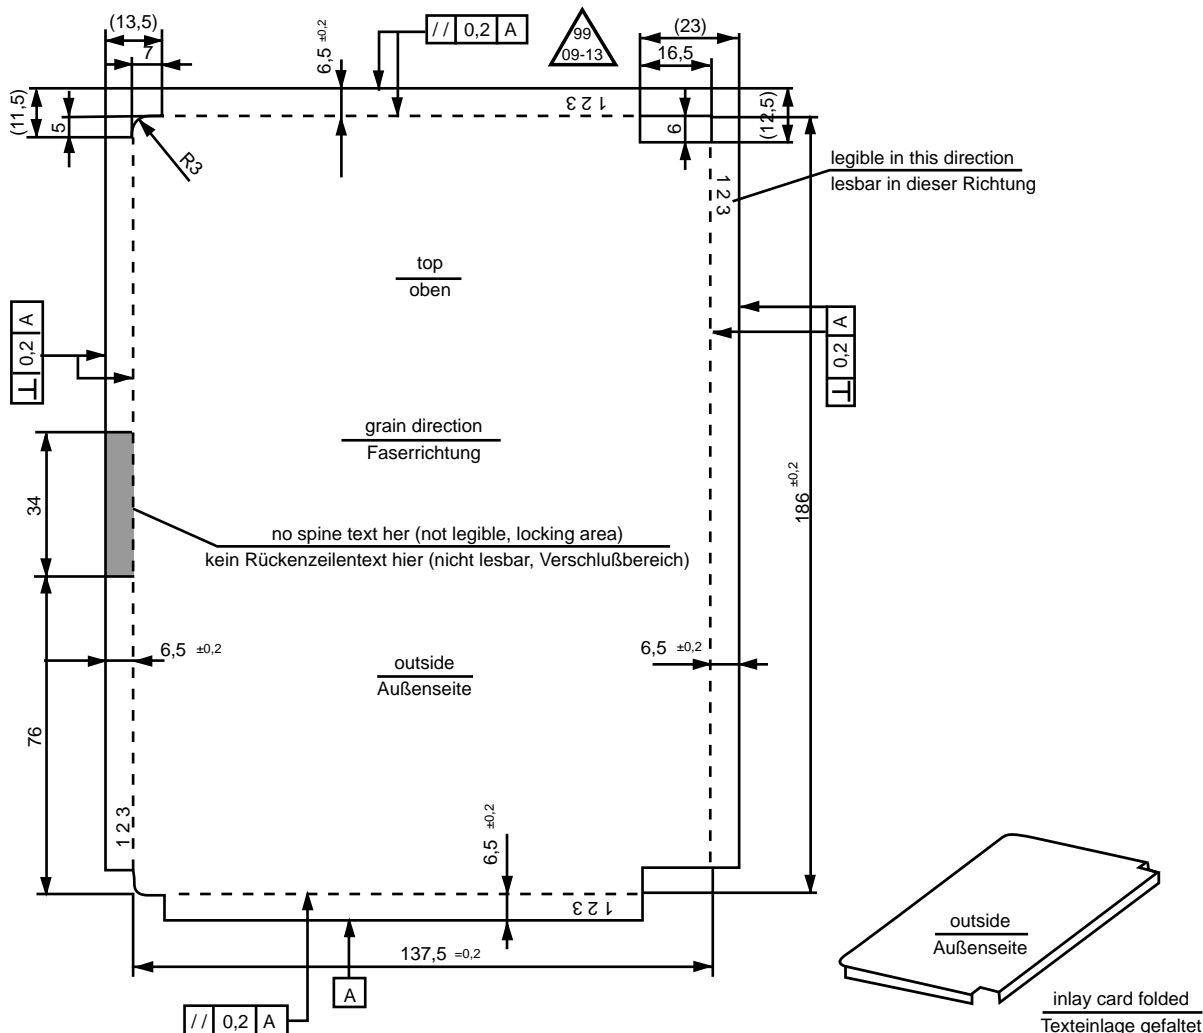 (13,5)
7
6,5 ±0,2
// 0,2 A
99
09-13
(23)
16,5
(11,5)
5
R3
1 2 3
6
(12,5)
legible in this direction
lesbar in dieser Richtung
1 2 3
top
oben
⊥ 0,2 A
⊥ 0,2 A
grain direction
Faserrichtung
34
186 ±0,2
no spine text her (not legible, locking area)
kein Rückenzeilentext hier (nicht lesbar, Verschlußbereich)
6,5 ±0,2
6,5 ±0,2
outside
Außenseite
76
1 2 3
6,5 ±0,2
1 2 3
137,5 =0,2
A
// 0,2 A
outside
Außenseite
inlay card folded
Texteinlage gefaltet